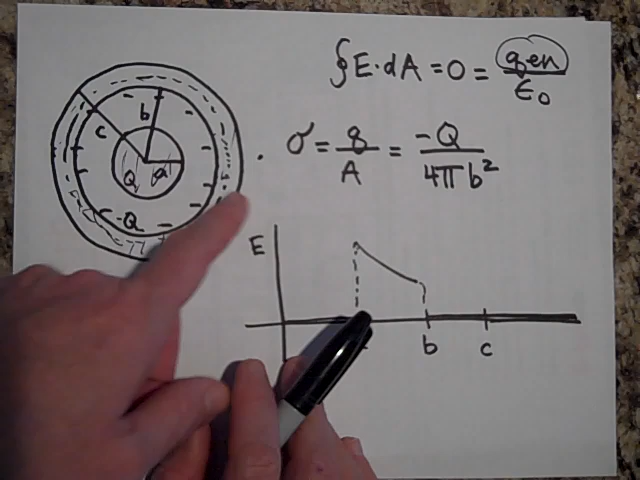 ∮E·dA = 0 = qen/ε₀
b
c
Q a
-Q
σ = q/A = -Q/4πb²
E
b c